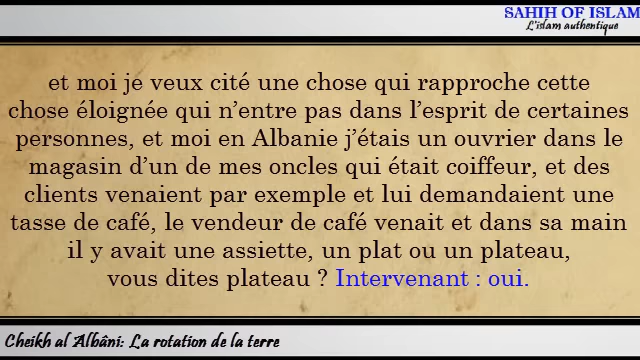 SAHIH OF ISLAM
L'islam authentique
et moi je veux cité une chose qui rapproche cette
chose éloignée qui n'entre pas dans l'esprit de certaines
personnes, et moi en Albanie j'étais un ouvrier dans le
magasin d'un de mes oncles qui était coiffeur, et des
clients venaient par exemple et lui demandaient une
tasse de café, le vendeur de café venait et dans sa main
il y avait une assiette, un plat ou un plateau,
vous dites plateau ? Intervenant : oui.
Cheikh al Albâni: La rotation de la terre